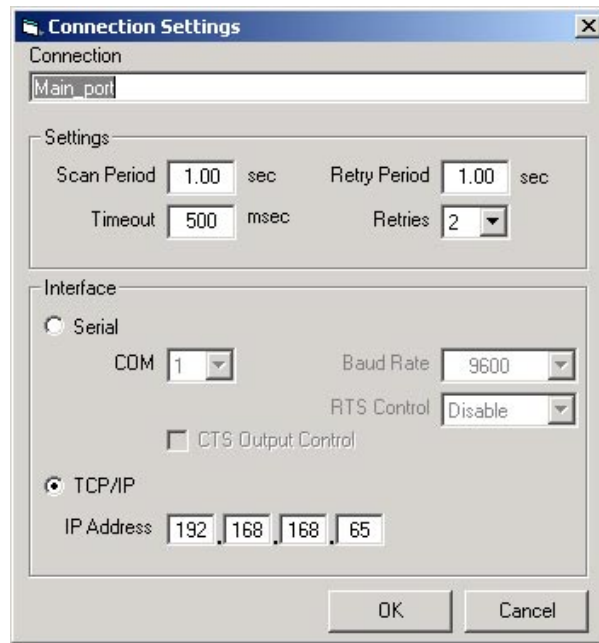 Connection Settings
Connection
Main_port
Settings
Scan Period 1.00 sec Retry Period 1.00 sec
Timeout 500 msec Retries 2
Interface
Serial
COM 1 Baud Rate 9600
RTS Control Disable
CTS Output Control
TCP/IP
IP Address 192 . 168 . 168 . 65
OK Cancel